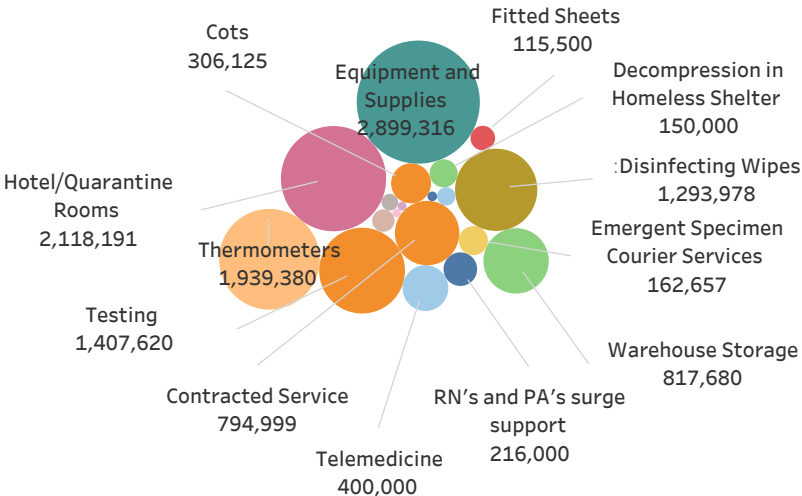 Fitted Sheets
115,500
Cots
306,125
Equipment and
Supplies
2,899,316
Decompression in
Homeless Shelter
150,000
:Disinfecting Wipes
1,293,978
Hotel/Quarantine
Rooms
2,118,191
Emergent Specimen
Courier Services
162,657
Thermometers
1,939,380
Testing
1,407,620
Warehouse Storage
817,680
Contracted Service
794,999
RN's and PA's surge
support
216,000
Telemedicine
400,000